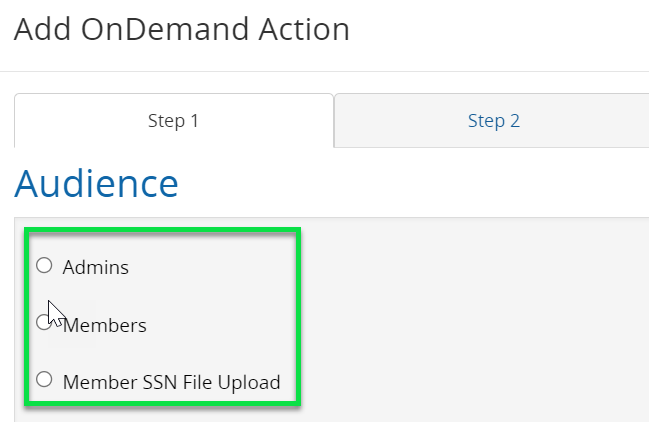 Add OnDemand Action
Step 1
Step 2
Audience
Admins
Members
Member SSN File Upload